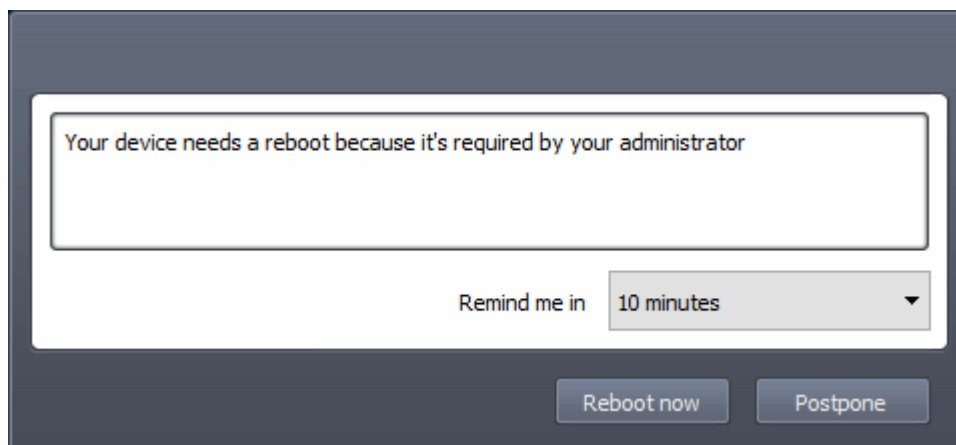 Your device needs a reboot because it's required by your administrator
Remind me in 10 minutes
Reboot now Postpone